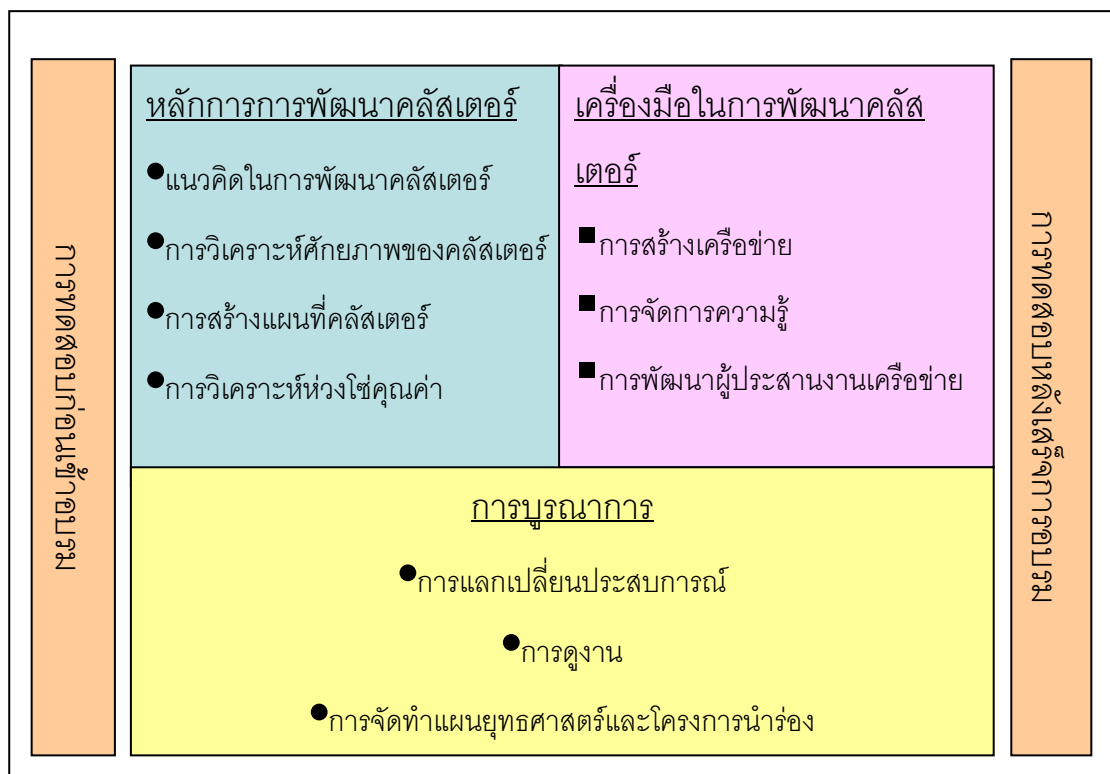 การทดสอบก่อนเข้าอบรม
หลักการการพัฒนาคลัสเตอร์
●แนวคิดในการพัฒนาคลัสเตอร์
●การวิเคราะห์ศักยภาพของคลัสเตอร์
●การสร้างแผนที่คลัสเตอร์
●การวิเคราะห์ห่วงโซ่คุณค่า
เครื่องมือในการพัฒนาคลัส
เตอร์
■การสร้างเครือข่าย
■การจัดการความรู้
■การพัฒนาผู้ประสานงานเครือข่าย
การบูรณาการ
●การแลกเปลี่ยนประสบการณ์
●การดูงาน
●การจัดทำแผนยุทธศาสตร์และโครงการนำร่อง
การทดสอบหลังเสร็จการอบรม